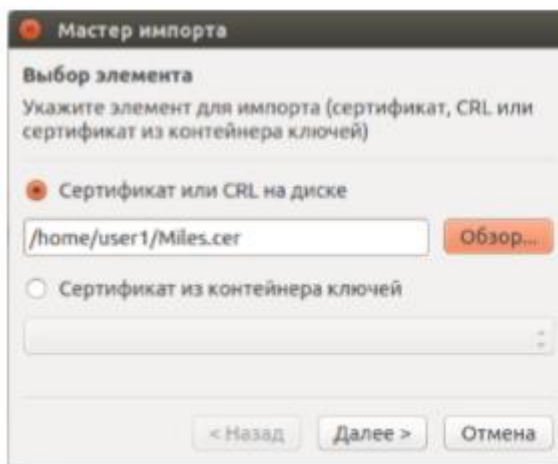 Мастер импорта
Выбор элемента
Укажите элемент для импорта (сертификат, CRL или
сертификат из контейнера ключей)
Сертификат или CRL на диске
/home/user1/Miles.cer
Обзор...
Сертификат из контейнера ключей
< Назад
Далее >
Отмена